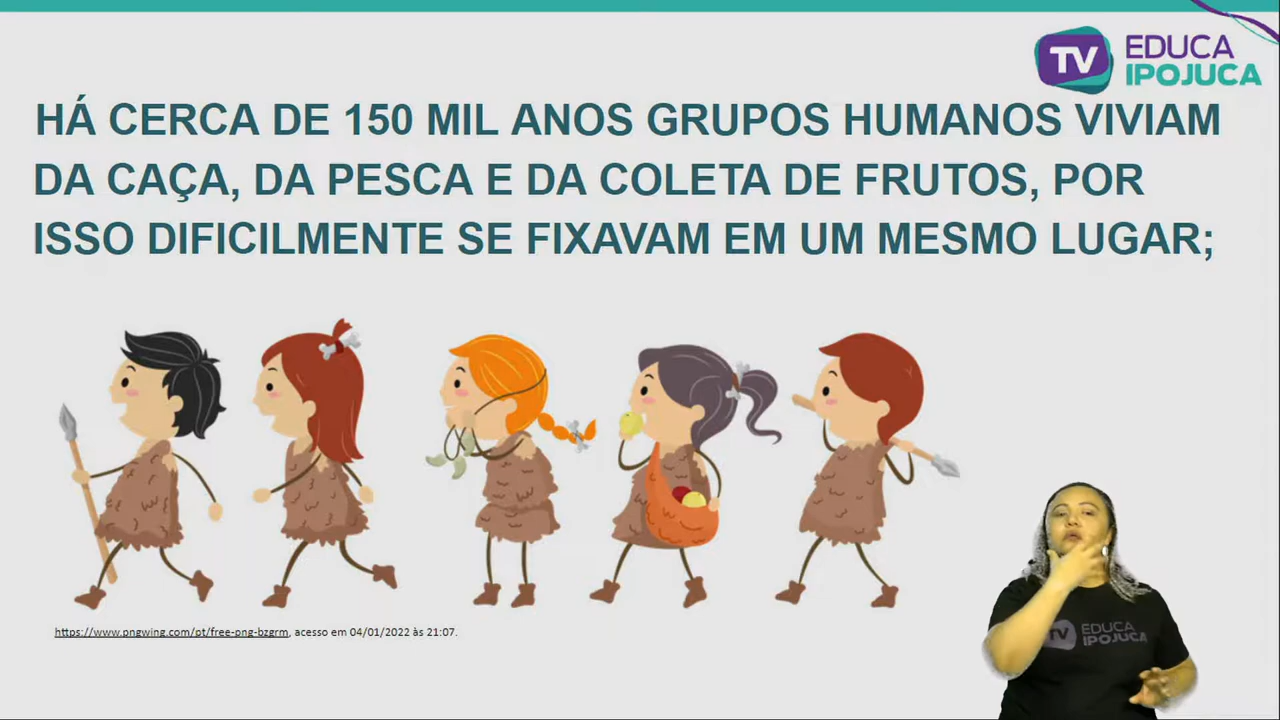 TV EDUCA
IPOJUCA
HÁ CERCA DE 150 MIL ANOS GRUPOS HUMANOS VIVIAM
DA CAÇA, DA PESCA E DA COLETA DE FRUTOS, POR
ISSO DIFICILMENTE SE FIXAVAM EM UM MESMO LUGAR;
https://www.pngwing.com/pt/free-png-bzgrm, acesso em 04/01/2022 às 21:07.
TV EDUCA
IPOJUCA